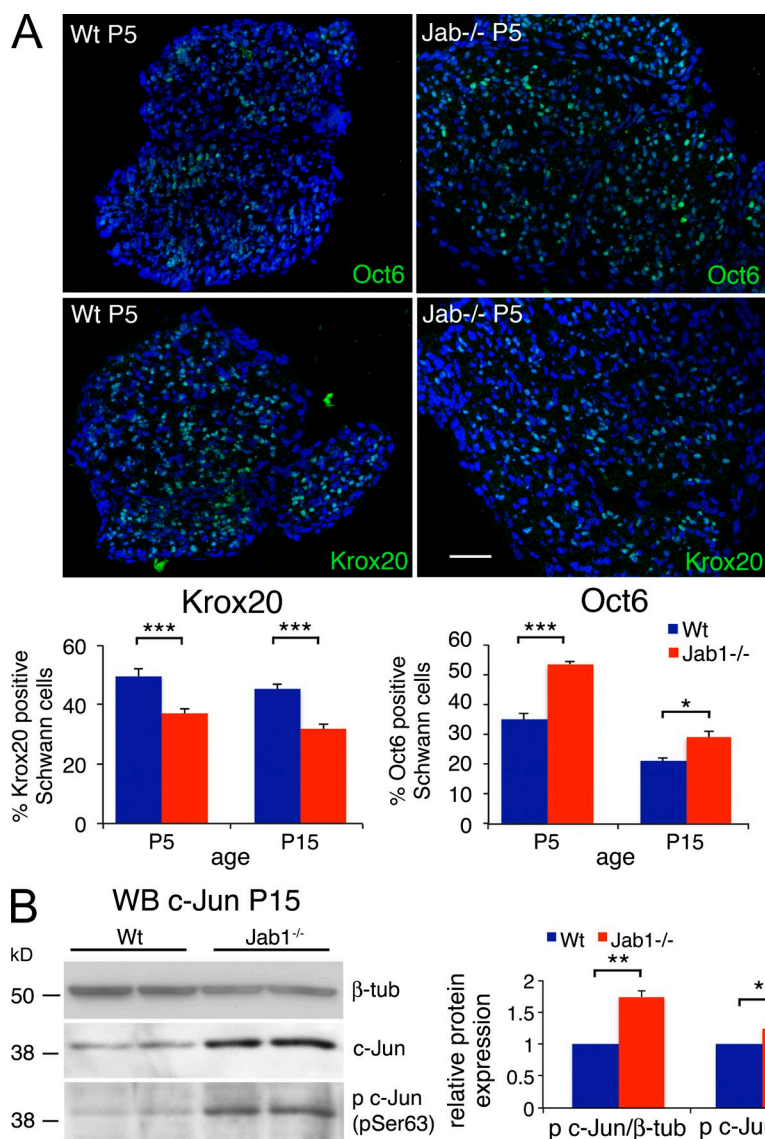 A
Wt P5
Jab-/- P5
Oct6
Oct6
Wt P5
Jab-/- P5
Krox20
Krox20
Krox20
% Krox20 positive
Schwann cells
60
40
20
0
***
***
P5
P15
age
Oct6
Wt
Jab1-/-
% Oct6 positive
Schwann cells
60
50
40
30
20
10
0
***
*
P5
P15
age
B
WB c-Jun P15
Wt
Jab1-/-
kD
50
β-tub
38
c-Jun
38
p c-Jun
(pSer63)
Wt
Jab1-/-
relative protein
expression
2
1.5
1
0.5
0
**
*
p c-Jun/β-tub
p c-Jun